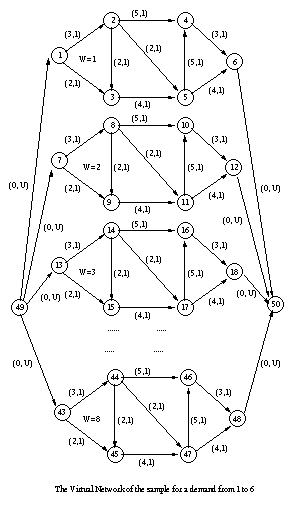 (5,1)
2 4
(3,1) (3,1)
1 W=1 (2,1) (2,1) (5,1) 6
(2,1) (4,1)
3 5
(4,1)
(5,1)
8 10
(3,1) (3,1)
7 W=2 (2,1) (2,1) (5,1) 12
(2,1) (4,1)
(0, U) (0, U)
9 11
(4,1)
(0, U) (0, U)
14 (5,1) 16
(3,1) (3,1)
13 W=3 (2,1) (2,1) (5,1) 18
(0, U) (2,1) (4,1) (0, U)
49 15 17 50
(4,1)
...... ......
..... ......
(0, U) (0, U)
44 (5,1) 46
(3,1) (2,1) (3,1)
43 W=8 (2,1) (5,1) 48
(2,1) (4,1)
45 47
(4,1)
The Virtual Network of the sample for a demand from 1 to 6